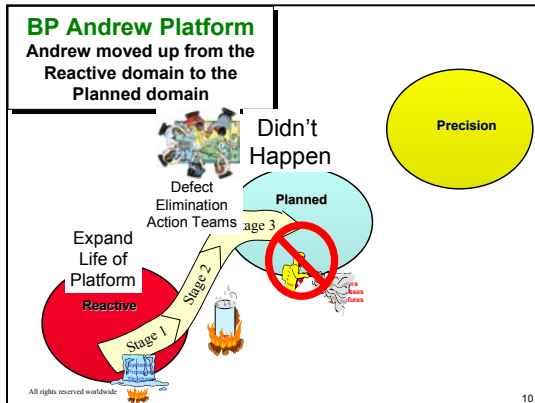 BP Andrew Platform
Andrew moved up from the
Reactive domain to the
Planned domain
Precision
Didn't
Happen
Defect
Elimination
Action Teams
Planned
Stage 3
Expand
Life of
Platform
Stage 2
Reactive
Stage 1
All rights reserved worldwide
10